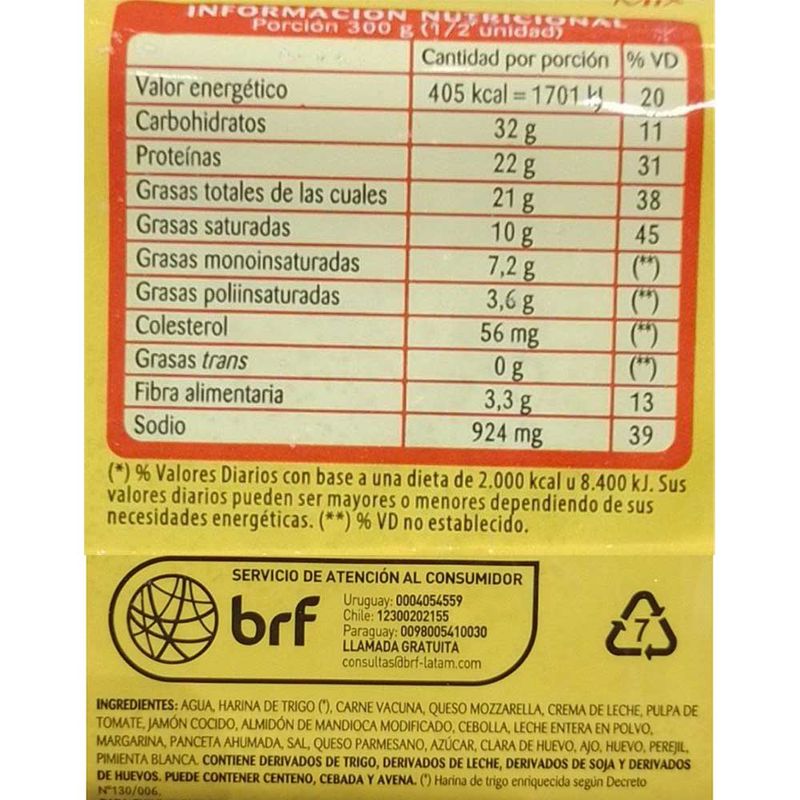 Mix
INFORMACIÓN NUTRICIONAL
Porción 300 g (1/2 unidad)
Cantidad por porción % VD
Valor energético 405 kcal = 1701 kJ 20
Carbohidratos 32 g 11
Proteínas 22 g 31
Grasas totales de las cuales 21 g 38
Grasas saturadas 10 g 45
Grasas monoinsaturadas 7,2 g (**)
Grasas poliinsaturadas 3,6 g (**)
Colesterol 56 mg (**)
Grasas trans 0 g (**)
Fibra alimentaria 3,3 g 13
Sodio 924 mg 39
(*) % Valores Diarios con base a una dieta de 2.000 kcal u 8.400 kJ. Sus
valores diarios pueden ser mayores o menores dependiendo de sus
necesidades energéticas. (**) % VD no establecido.
SERVICIO DE ATENCIÓN AL CONSUMIDOR
brf
Uruguay: 0004054559
Chile: 12300202155
Paraguay: 0098005410030
LLAMADA GRATUITA
consultas@brf-latam.com
7
INGREDIENTES: AGUA, HARINA DE TRIGO (*), CARNE VACUNA, QUESO MOZZARELLA, CREMA DE LECHE, PULPA DE
TOMATE, JAMÓN COCIDO, ALMIDÓN DE MANDIOCA MODIFICADO, CEBOLLA, LECHE ENTERA EN POLVO,
MARGARINA, PANCETA AHUMADA, SAL, QUESO PARMESANO, AZÚCAR, CLARA DE HUEVO, AJO, HUEVO, PEREJIL,
PIMIENTA BLANCA. CONTIENE DERIVADOS DE TRIGO, DERIVADOS DE LECHE, DERIVADOS DE SOJA Y DERIVADOS
DE HUEVOS. PUEDE CONTENER CENTENO, CEBADA Y AVENA. (*) Harina de trigo enriquecida según Decreto
N°130/006.